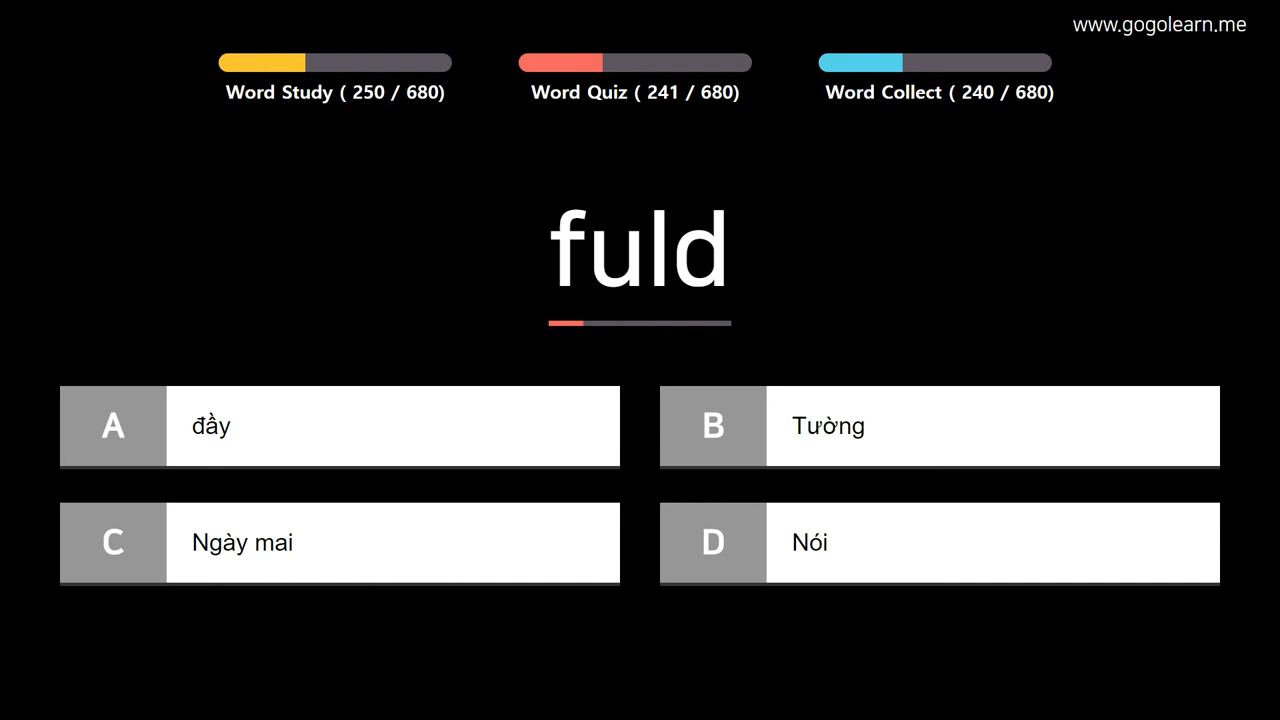 www.gogolearn.me
Word Study ( 250 / 680)
Word Quiz ( 241 / 680)
Word Collect ( 240 / 680)
fuld
A đầy
B Tường
C Ngày mai
D Nói